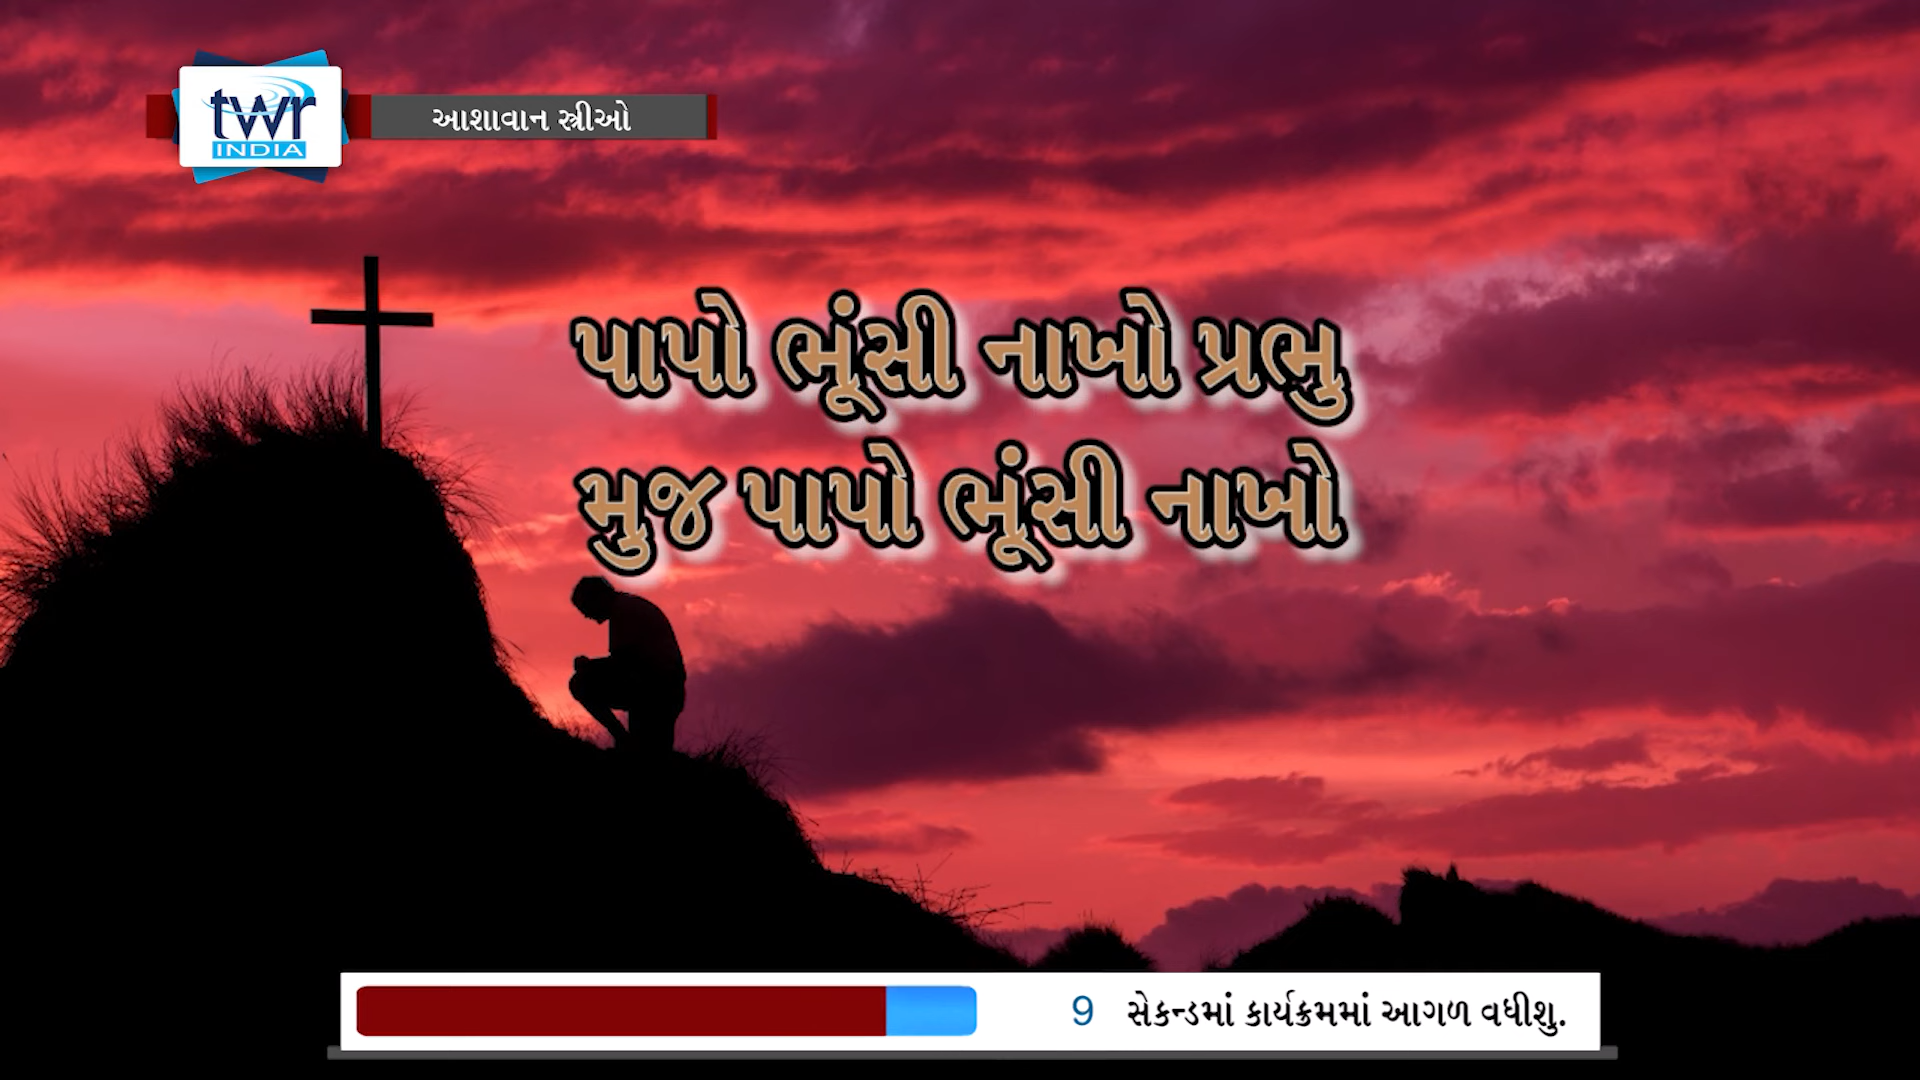 twr
INDIA
આશાવાન સ્ત્રીઓ
પાપો ભૂંસી નાખો પ્રભુ
મુજ પાપો ભૂંસી નાખો
9 સેકન્ડમાં કાર્યક્રમમાં આગળ વધીશુ.